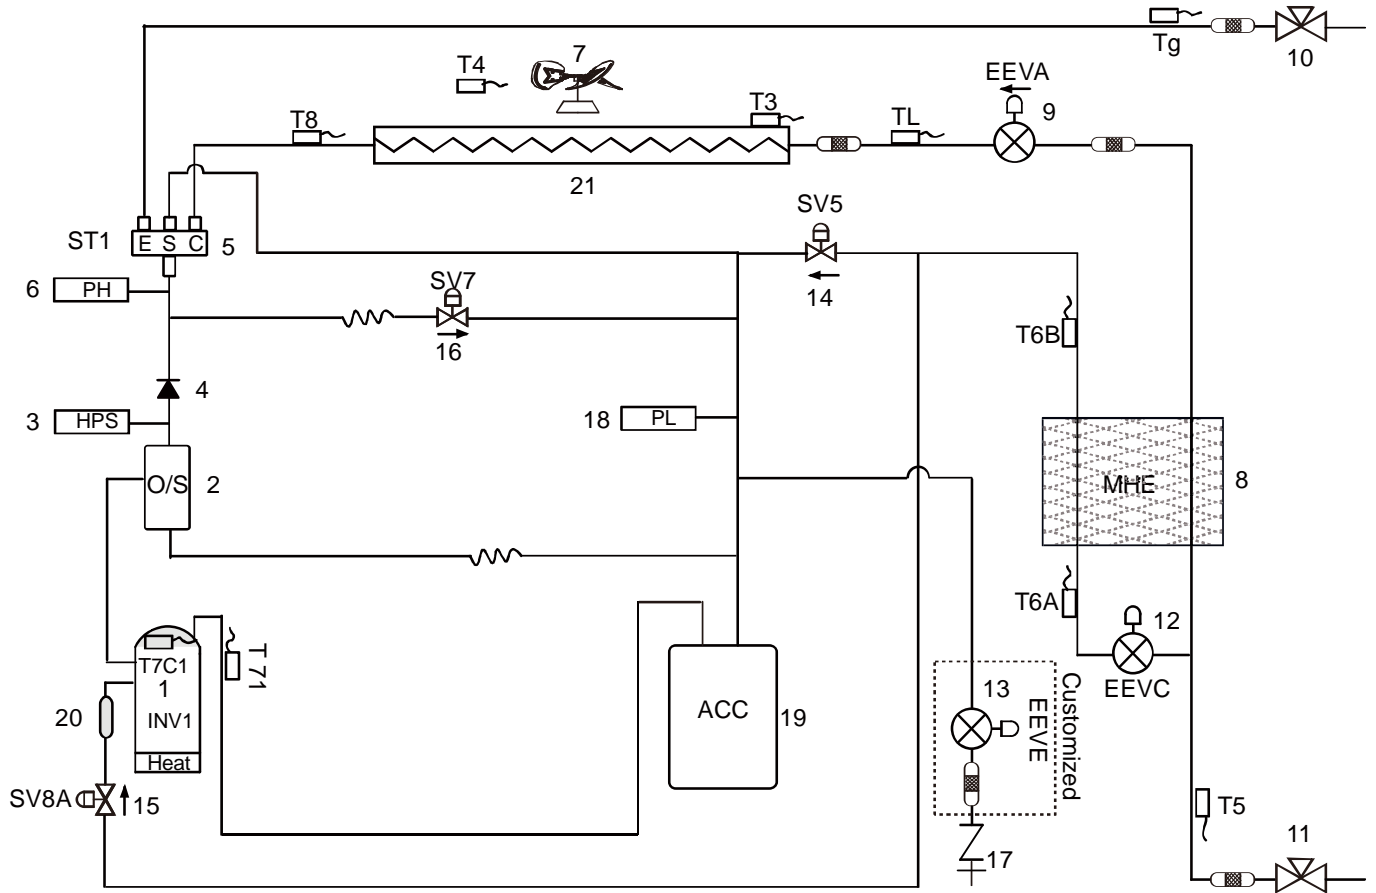 Tg
10
7
T4
EEVA
9
T3
TL
T8
21
SV5
ST1
E S C
5
14
6
PH
SV7
16
T6B
4
3
HPS
18
PL
O/S
2
MHE
8
T6A
12
EEVC
T7C1
1
INV1
Heat
T71
20
SV8A
15
ACC
19
13
EEVE
Customized
17
T5
11